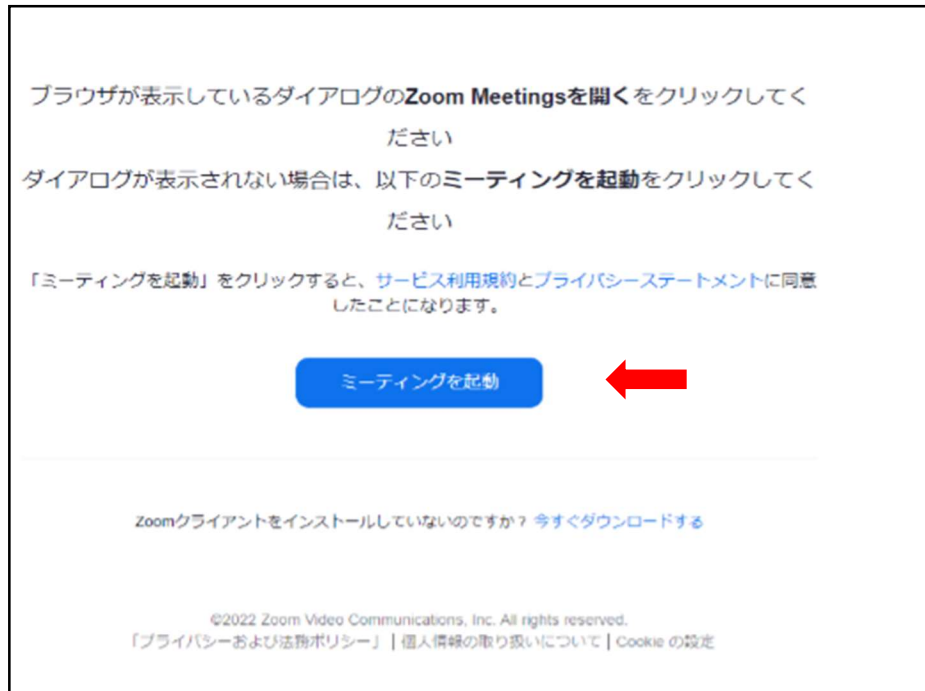 ブラウザが表示しているダイアログのZoom Meetingsを開くをクリックしてく
ださい
ダイアログが表示されない場合は、以下のミーティングを起動をクリックしてく
ださい
「ミーティングを起動」をクリックすると、サービス利用規約とプライバシーステートメントに同意
したことになります。
ミーティングを起動
Zoomクライアントをインストールしていないのですか？ 今すぐダウンロードする
©2022 Zoom Video Communications, Inc. All rights reserved.
「プライバシーおよび法務ポリシー」 | 個人情報の取り扱いについて | Cookie の設定